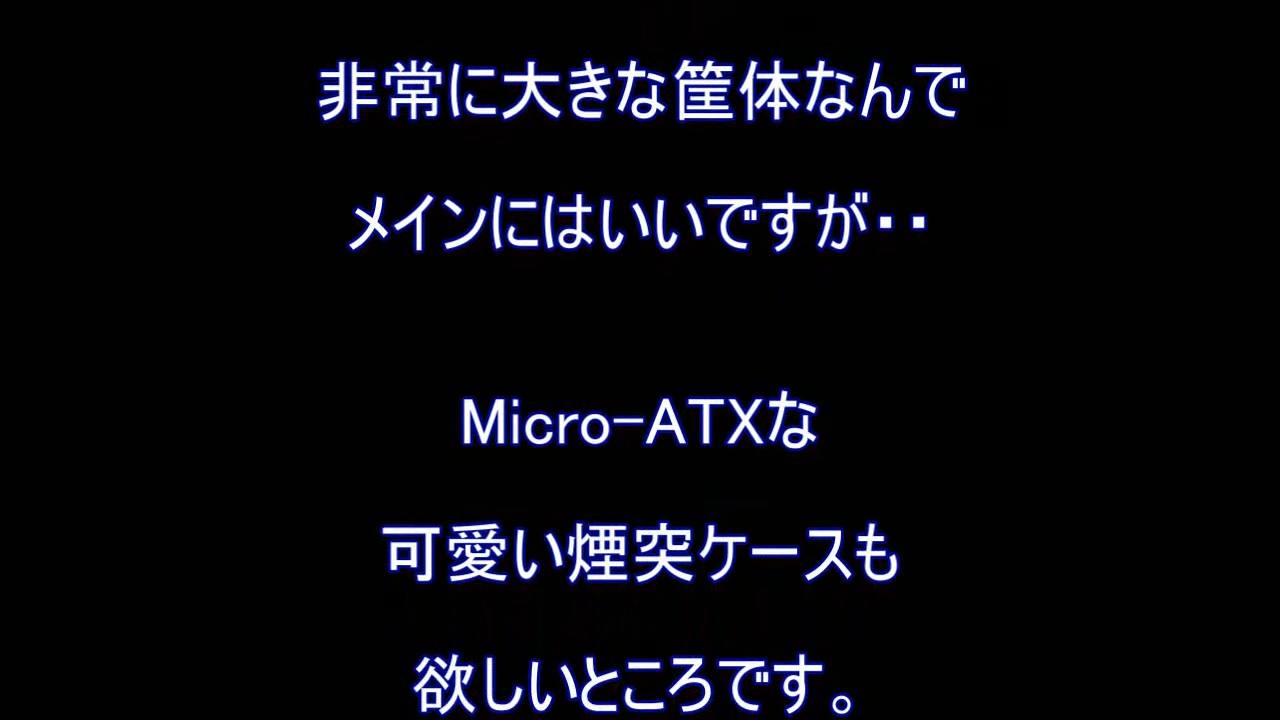 非常に大きな筐体なんで
メインにはいいですが・・
Micro-ATXな
可愛い煙突ケースも
欲しいところです。